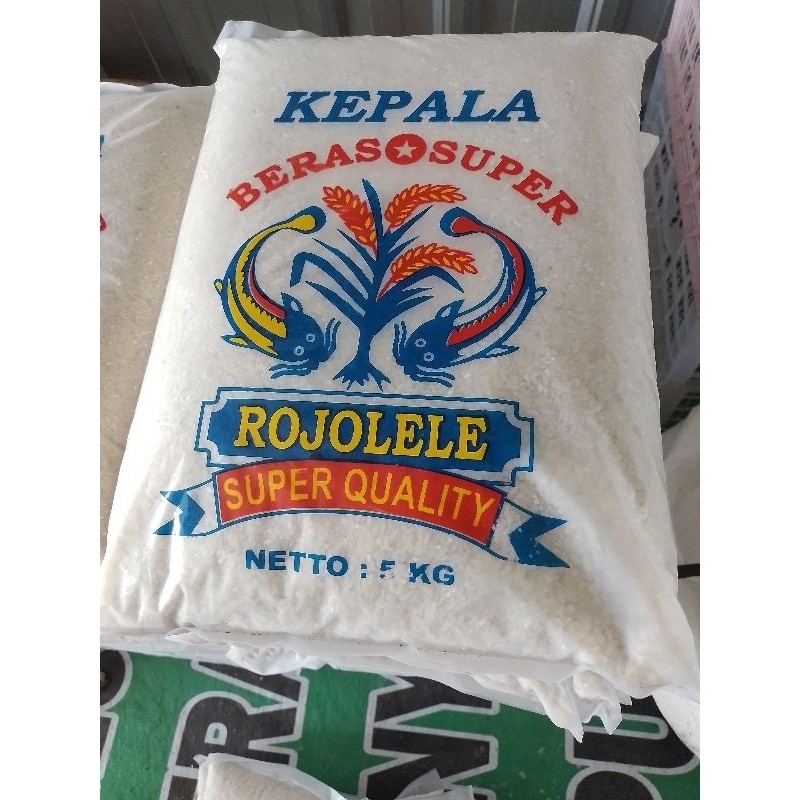 KEPALA
BERAS SUPER
ROJOLELE
SUPER QUALITY
NETTO : 5 KG